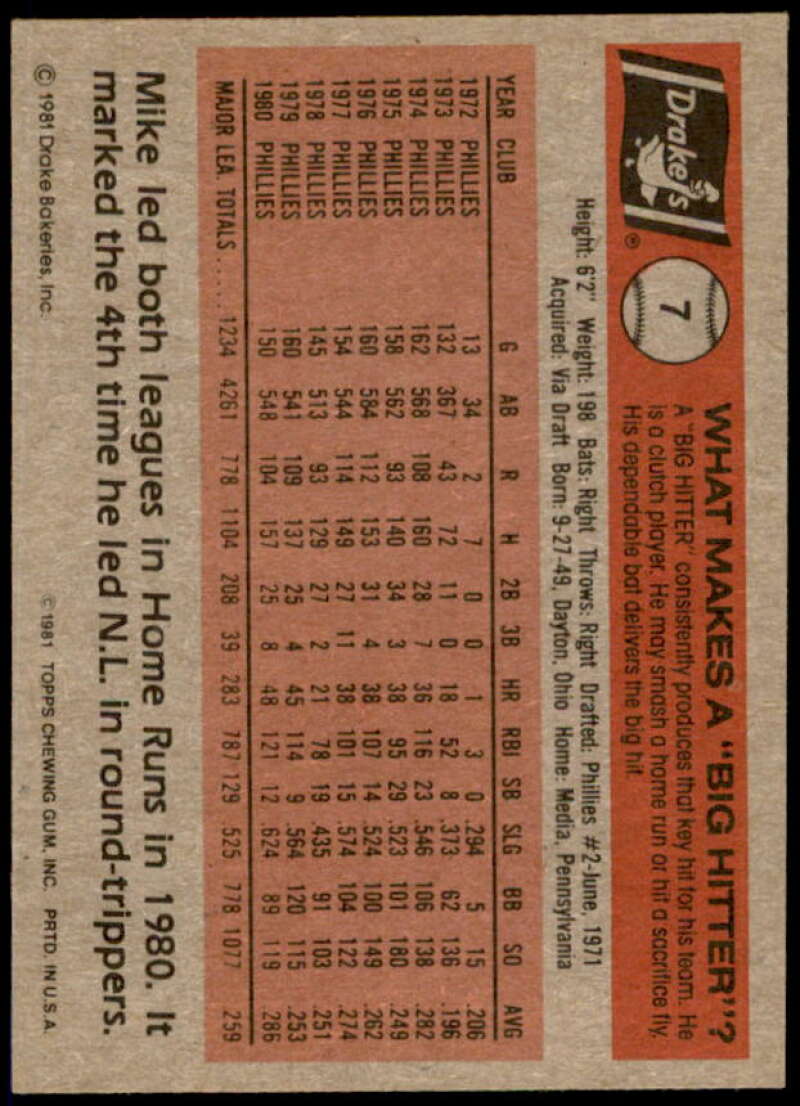 Drake's ®
7
WHAT MAKES A "BIG HITTER"?
A "BIG HITTER" consistently produces that key hit for his team. He
is a clutch player. He may smash a home run or hit a sacrifice fly.
His dependable bat delivers the big hit.
Height: 6'2" Weight: 198 Bats: Right Throws: Right Drafted: Phillies #2-June, 1971
Acquired: Via Draft Born: 9-27-49, Dayton, Ohio Home: Media, Pennsylvania
YEAR CLUB G AB R H 2B 3B HR RBI SB SLG BB SO AVG
1972 PHILLIES 13 34 2 7 0 0 1 3 0 .294 5 15 .206
1973 PHILLIES 132 367 43 72 11 0 18 52 8 .373 62 136 .196
1974 PHILLIES 162 568 108 160 28 7 36 116 23 .546 106 138 .282
1975 PHILLIES 158 562 93 140 34 3 38 95 29 .523 101 180 .249
1976 PHILLIES 160 584 112 153 31 4 38 107 14 .524 100 149 .262
1977 PHILLIES 154 544 114 149 27 11 38 101 15 .574 104 122 .274
1978 PHILLIES 145 513 93 129 27 2 21 78 19 .435 91 103 .251
1979 PHILLIES 160 541 109 137 25 4 45 114 9 .564 120 115 .253
1980 PHILLIES 150 548 104 157 25 8 48 121 12 .624 89 119 .286
MAJOR LEA. TOTALS ..... 1234 4261 778 1104 208 39 283 787 129 .525 778 1077 .259
Mike led both leagues in Home Runs in 1980. It
marked the 4th time he led N.L. in round-trippers.
© 1981 Drake Bakeries, Inc. © 1981 TOPPS CHEWING GUM, INC. PRTD. IN U.S.A.